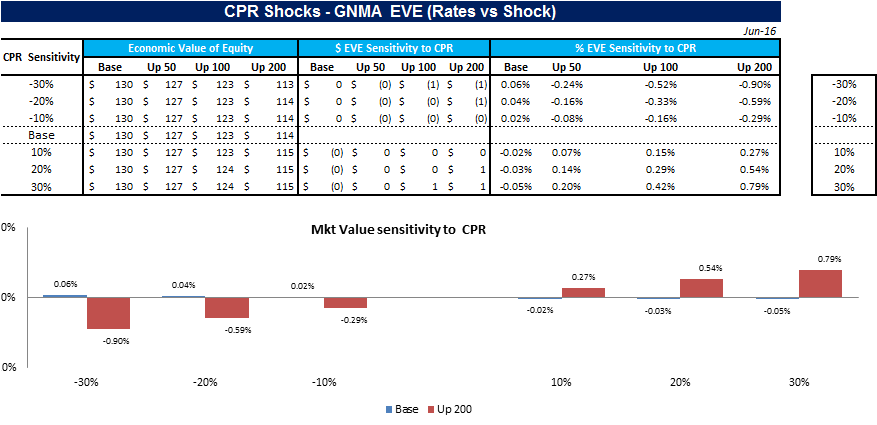 CPR Shocks - GNMA EVE (Rates vs Shock)
Jun-16
CPR Sensitivity Economic Value of Equity $ EVE Sensitivity to CPR % EVE Sensitivity to CPR
Base Up 50 Up 100 Up 200 Base Up 50 Up 100 Up 200 Base Up 50 Up 100 Up 200
-30% $ 130 $ 127 $ 123 $ 113 $ 0 $ (0) $ (1) $ (1) 0.06% -0.24% -0.52% -0.90% -30%
-20% $ 130 $ 127 $ 123 $ 114 $ 0 $ (0) $ (0) $ (1) 0.04% -0.16% -0.33% -0.59% -20%
-10% $ 130 $ 127 $ 123 $ 114 $ 0 $ (0) $ (0) $ (0) 0.02% -0.08% -0.16% -0.29% -10%
Base $ 130 $ 127 $ 123 $ 114
10% $ 130 $ 127 $ 123 $ 115 $ (0) $ 0 $ 0 $ 0 -0.02% 0.07% 0.15% 0.27% 10%
20% $ 130 $ 127 $ 124 $ 115 $ (0) $ 0 $ 0 $ 1 -0.03% 0.14% 0.29% 0.54% 20%
30% $ 130 $ 127 $ 124 $ 115 $ (0) $ 0 $ 1 $ 1 -0.05% 0.20% 0.42% 0.79% 30%
Mkt Value sensitivity to CPR
0%
0%
0%
0.06%
-0.90%
0.04%
-0.59%
0.02%
-0.29%
-0.02%
0.27%
-0.03%
0.54%
-0.05%
0.79%
-30% -20% -10% 10% 20% 30%
Base Up 200